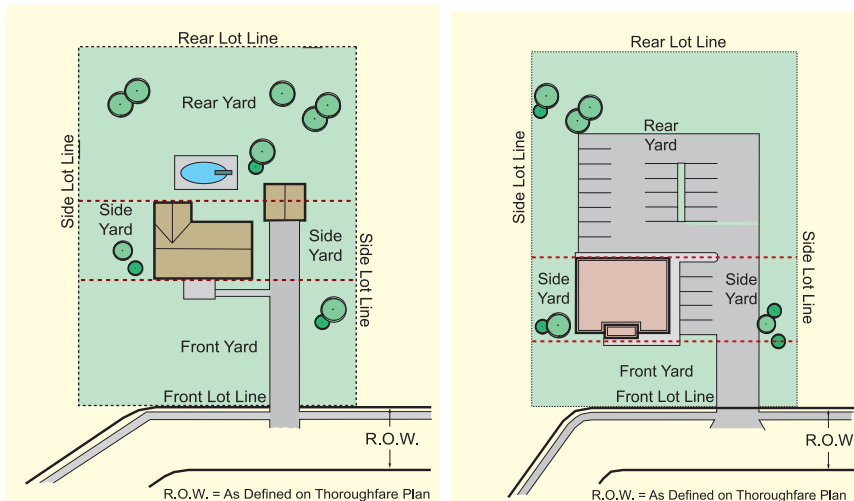 Rear Lot Line
Rear Yard
Side Lot Line
Side
Yard
Side
Yard
Side Lot Line
Front Yard
Front Lot Line
R.O.W.
R.O.W. = As Defined on Thoroughfare Plan
Rear Lot Line
Rear
Yard
Side Lot Line
Side
Yard
Side
Yard
Side Lot Line
Front Yard
Front Lot Line
R.O.W.
R.O.W. = As Defined on Thoroughfare Plan